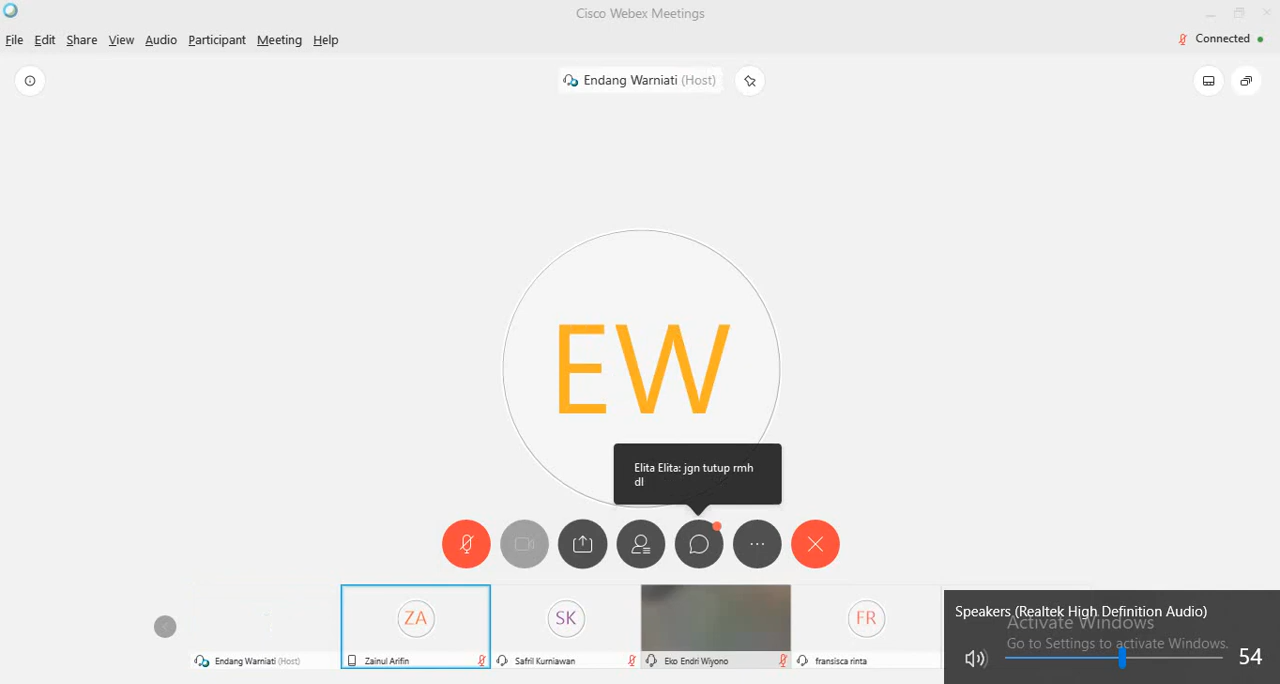 Cisco Webex Meetings
File Edit Share View Audio Participant Meeting Help
Connected
Endang Warniati (Host)
EW
Elita Elita: jgn tutup rmh
dl
ZA
SK
FR
Endang Warniati (Host)
Zainul Arifin
Safril Kurniawan
Eko Endri Wiyono
fransisca rinta
Speakers (Realtek High Definition Audio)
Activate Windows
Go to Settings to activate Windows.
54